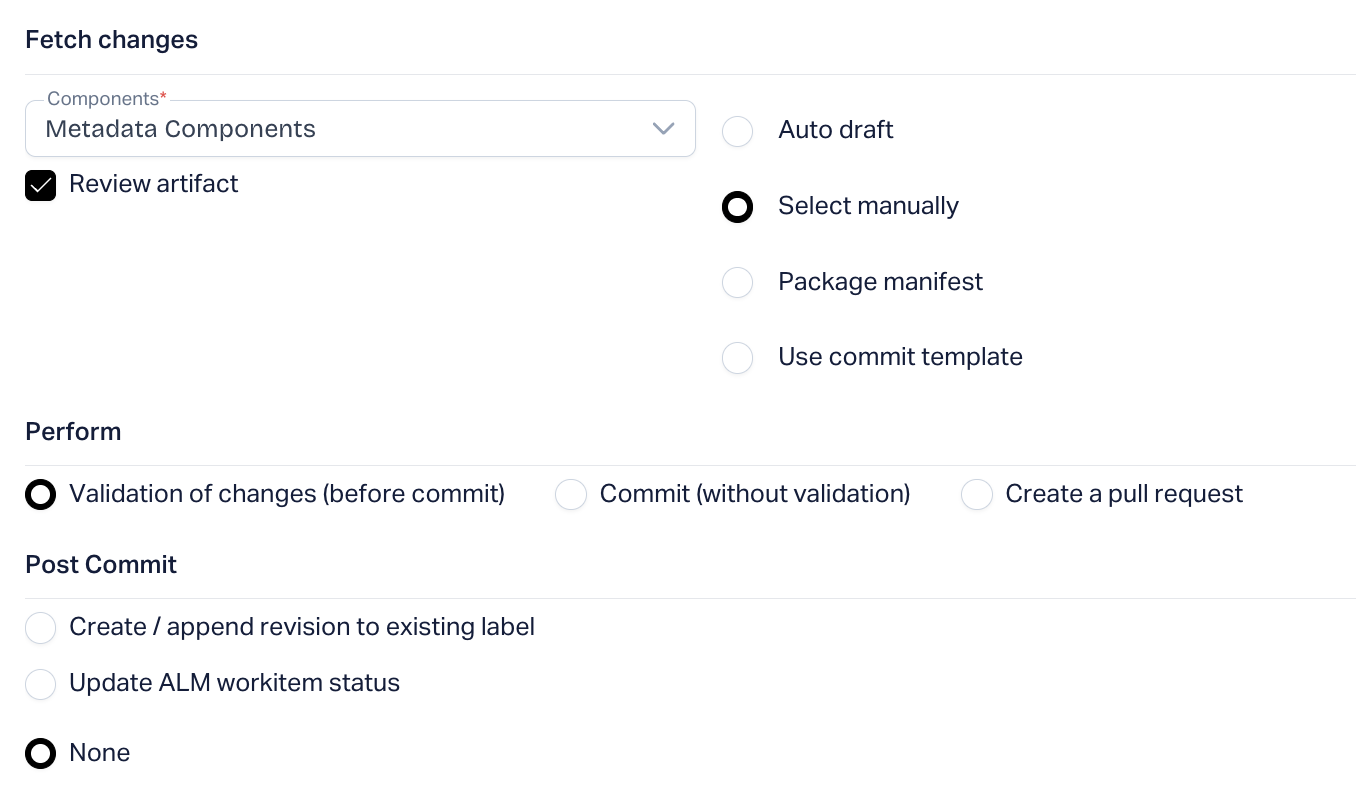 Fetch changes
Components*
Metadata Components
Review artifact
Auto draft
Select manually
Package manifest
Use commit template
Perform
Validation of changes (before commit)
Commit (without validation)
Create a pull request
Post Commit
Create / append revision to existing label
Update ALM workitem status
None